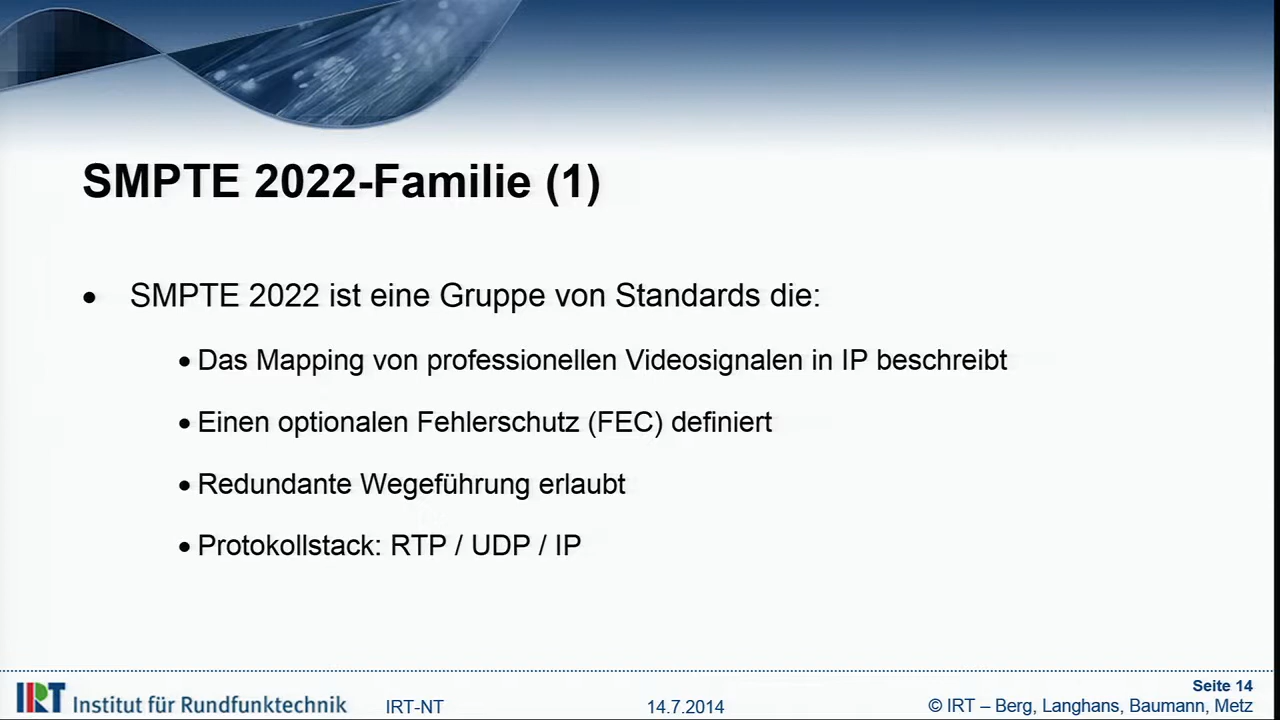 SMPTE 2022-Familie (1)
• SMPTE 2022 ist eine Gruppe von Standards die:
• Das Mapping von professionellen Videosignalen in IP beschreibt
• Einen optionalen Fehlerschutz (FEC) definiert
• Redundante Wegeführung erlaubt
• Protokollstack: RTP / UDP / IP
Seite 14
IRT Institut für Rundfunktechnik IRT-NT 14.7.2014 © IRT – Berg, Langhans, Baumann, Metz